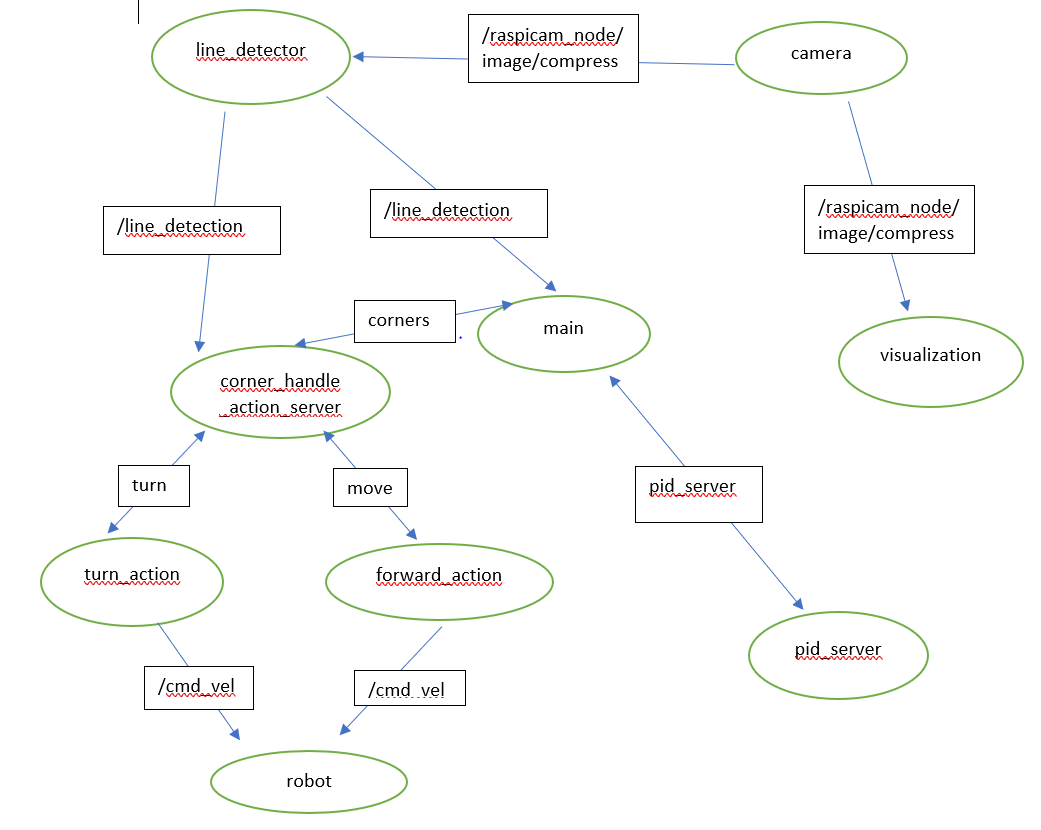 line_detector
/raspicam_node/
image/compress
camera
/line_detection
/line_detection
/raspicam_node/
image/compress
corners
main
visualization
corner_handle
_action_server
turn
move
pid_server
turn_action
forward_action
pid_server
/cmd_vel
/cmd_vel
robot